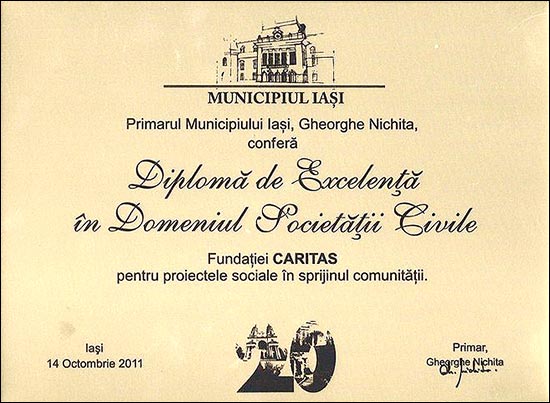 MUNICIPIUL IAȘI
Primarul Municipiului Iași, Gheorghe Nichita,
conferă
Diplomă de Excelență
în Domeniul Societății Civile
Fundației CARITAS
pentru proiectele sociale în sprijinul comunității.
20
Iași
14 Octombrie 2011
Primar,
Gheorghe Nichita